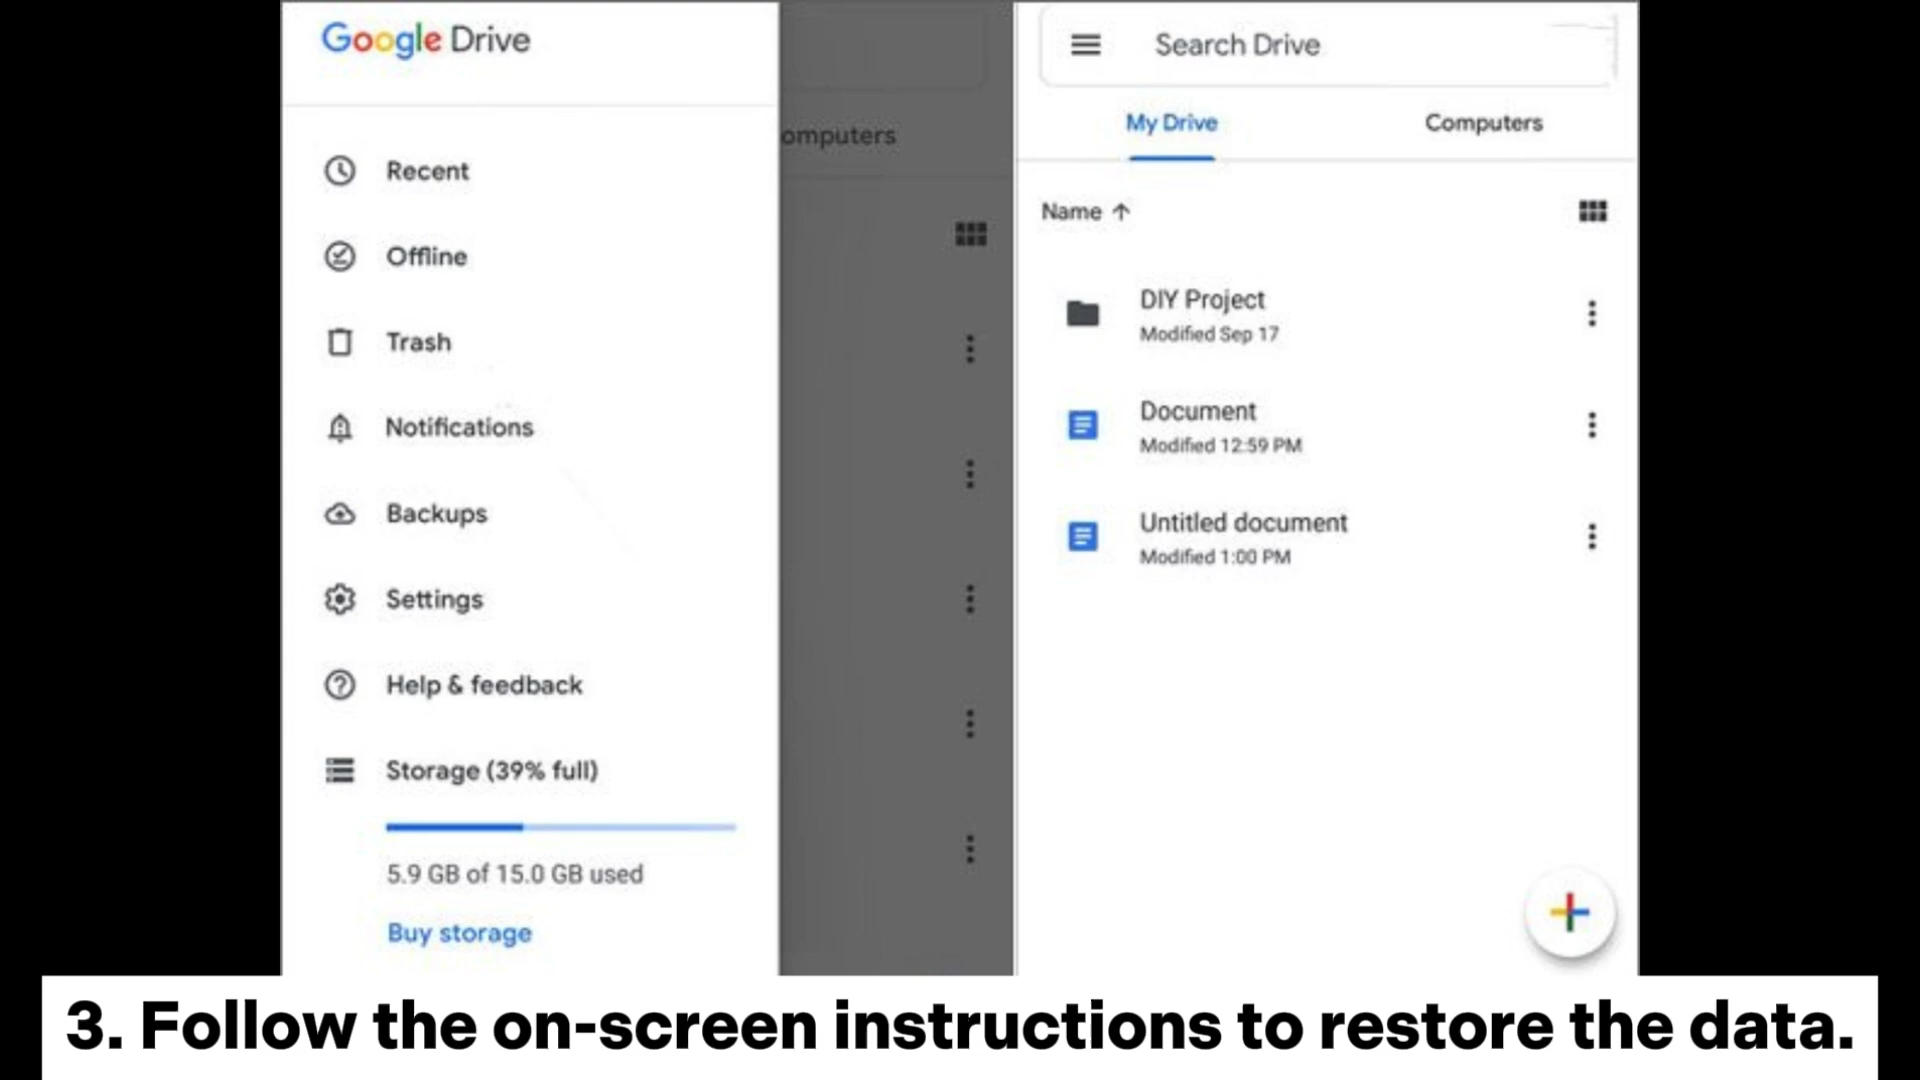 Google Drive
Recent
Offline
Trash
Notifications
Backups
Settings
Help & feedback
Storage (39% full)
5.9 GB of 15.0 GB used
Buy storage
omputers
Search Drive
My Drive
Computers
Name ↑
DIY Project
Modified Sep 17
Document
Modified 12:59 PM
Untitled document
Modified 1:00 PM
3. Follow the on-screen instructions to restore the data.